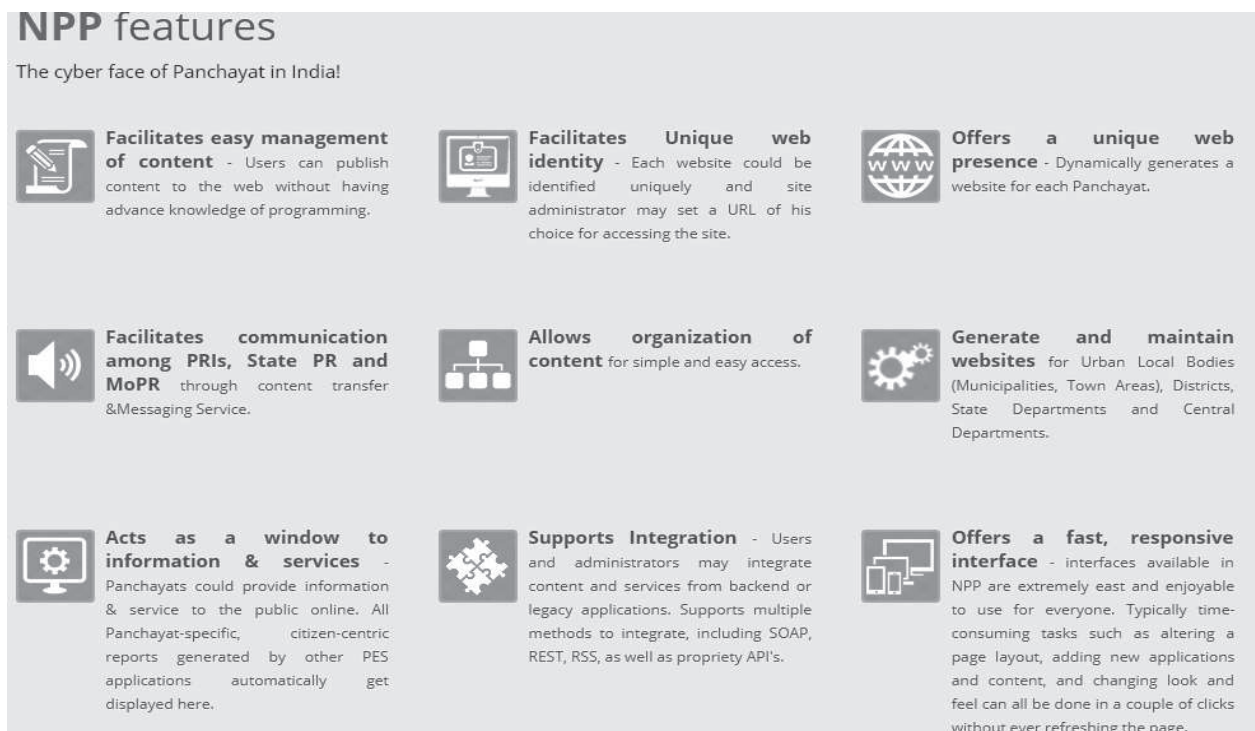 NPP features
The cyber face of Panchayat in India!
Facilitates easy management
of content - Users can publish
content to the web without having
advance knowledge of programming.
Facilitates Unique web
identity - Each website could be
identified uniquely and site
administrator may set a URL of his
choice for accessing the site.
WWW
Offers a unique web
presence - Dynamically generates a
website for each Panchayat.
Facilitates communication
among PRIs, State PR and
MoPR through content transfer
&Messaging Service.
Allows organization of
content for simple and easy access.
Generate and maintain
websites for Urban Local Bodies
(Municipalities, Town Areas), Districts,
State Departments and Central
Departments.
Acts as a window to
information & services -
Panchayats could provide information
& service to the public online. All
Panchayat-specific, citizen-centric
reports generated by other PES
applications automatically get
displayed here.
Supports Integration - Users
and administrators may integrate
content and services from backend or
legacy applications. Supports multiple
methods to integrate, including SOAP,
REST, RSS, as well as propriety API's.
Offers a fast, responsive
interface - interfaces available in
NPP are extremely east and enjoyable
to use for everyone. Typically time-
consuming tasks such as altering a
page layout, adding new applications
and content, and changing look and
feel can all be done in a couple of clicks
without ever refreshing the page.